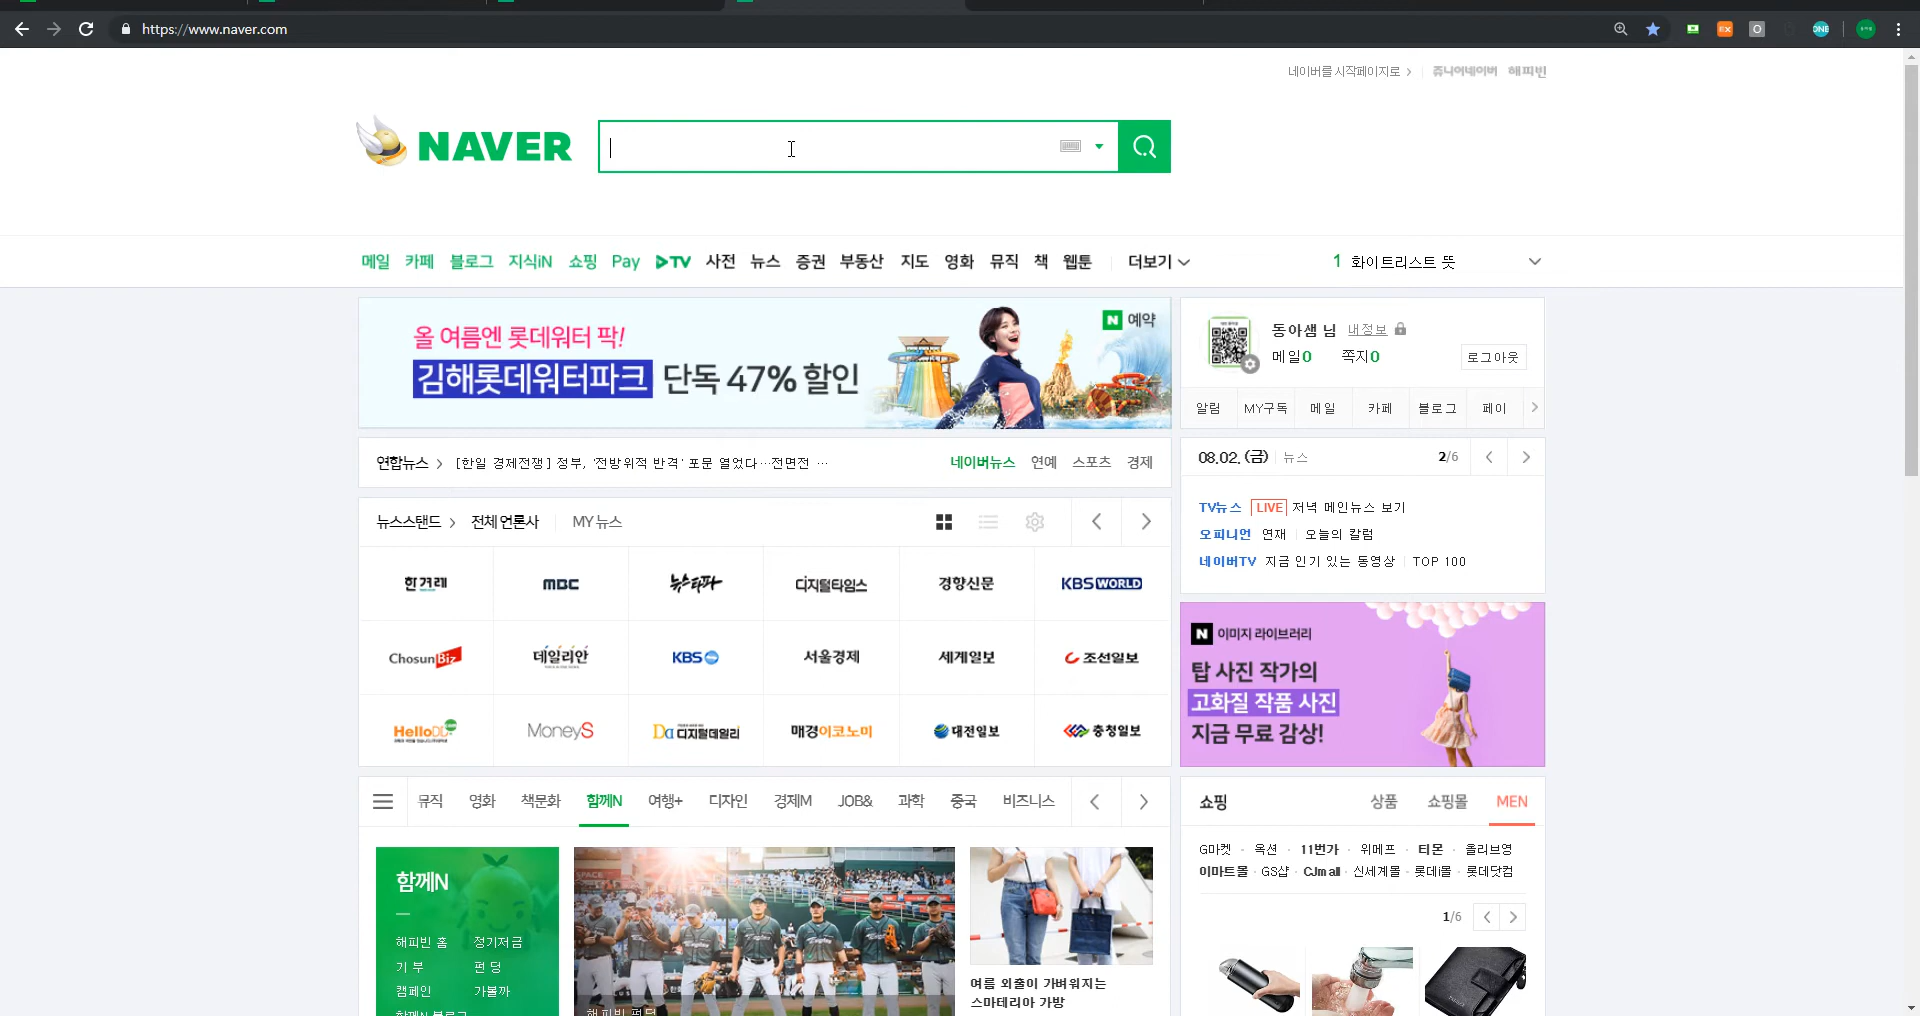 https://www.naver.com
네이버를 시작페이지로 쥬니어네이버 해피빈
NAVER
메일 카페 블로그 지식iN 쇼핑 Pay TV 사전 뉴스 증권 부동산 지도 영화 뮤직 책 웹툰 더보기
1 화이트리스트 뜻
올 여름엔 롯데워터 팍!
김해롯데워터파크 단독 47% 할인
N 예약
동아샘 님 내정보
메일0 쪽지0 로그아웃
알림 MY구독 메일 카페 블로그 페이
연합뉴스 [한일 경제전쟁] 정부, '전방위적 반격' 포문 열었다…전면전 …
네이버뉴스 연예 스포츠 경제
08.02. (금) 뉴스 2/6
TV뉴스 LIVE 저녁 메인뉴스 보기
오피니언 연재 오늘의 칼럼
네이버TV 지금 인기 있는 동영상 TOP 100
뉴스스탠드 전체 언론사 MY 뉴스
한겨레 MBC 뉴스타파 디지털타임스 경향신문 KBS WORLD
ChosunBiz 데일리안 KBS 서울경제 세계일보 조선일보
HelloDD MoneyS 디지털데일리 매경이코노미 대전일보 충청일보
N 이미지 라이브러리
탑 사진 작가의
고화질 작품 사진
지금 무료 감상!
뮤직 영화 책문화 함께N 여행+ 디자인 경제M JOB& 과학 중국 비즈니스
쇼핑 상품 쇼핑몰 MEN
G마켓 · 옥션 · 11번가 · 위메프 · 티몬 · 올리브영
이마트몰 · GS샵 · CJmall · 신세계몰 · 롯데i몰 · 롯데닷컴
1/6
함께N
해피빈 홈 정기저금
기부 펀딩
캠페인 가볼까
함께N 블로그
해피빈 펀딩
여름 외출이 가벼워지는
스마테리아 가방